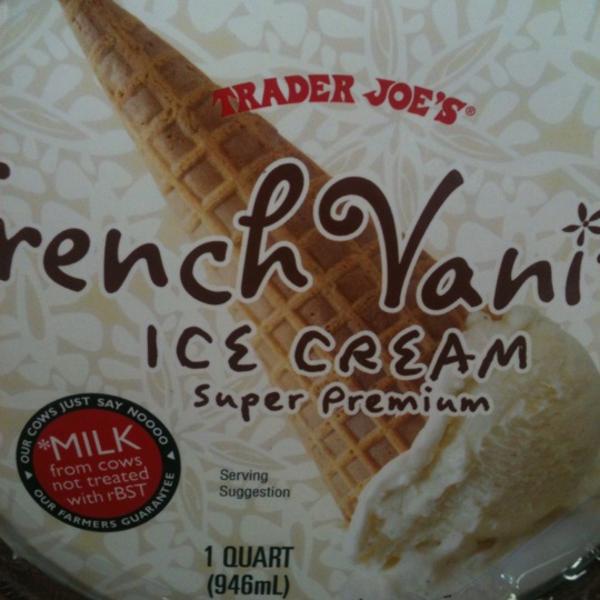 TRADER JOE'S®
French Vani
ICE CREAM
Super Premium
OUR COWS JUST SAY NOOOO
*MILK
from cows
not treated
with rBST
OUR FARMERS GUARANTEE
Serving
Suggestion
1 QUART
(946mL)